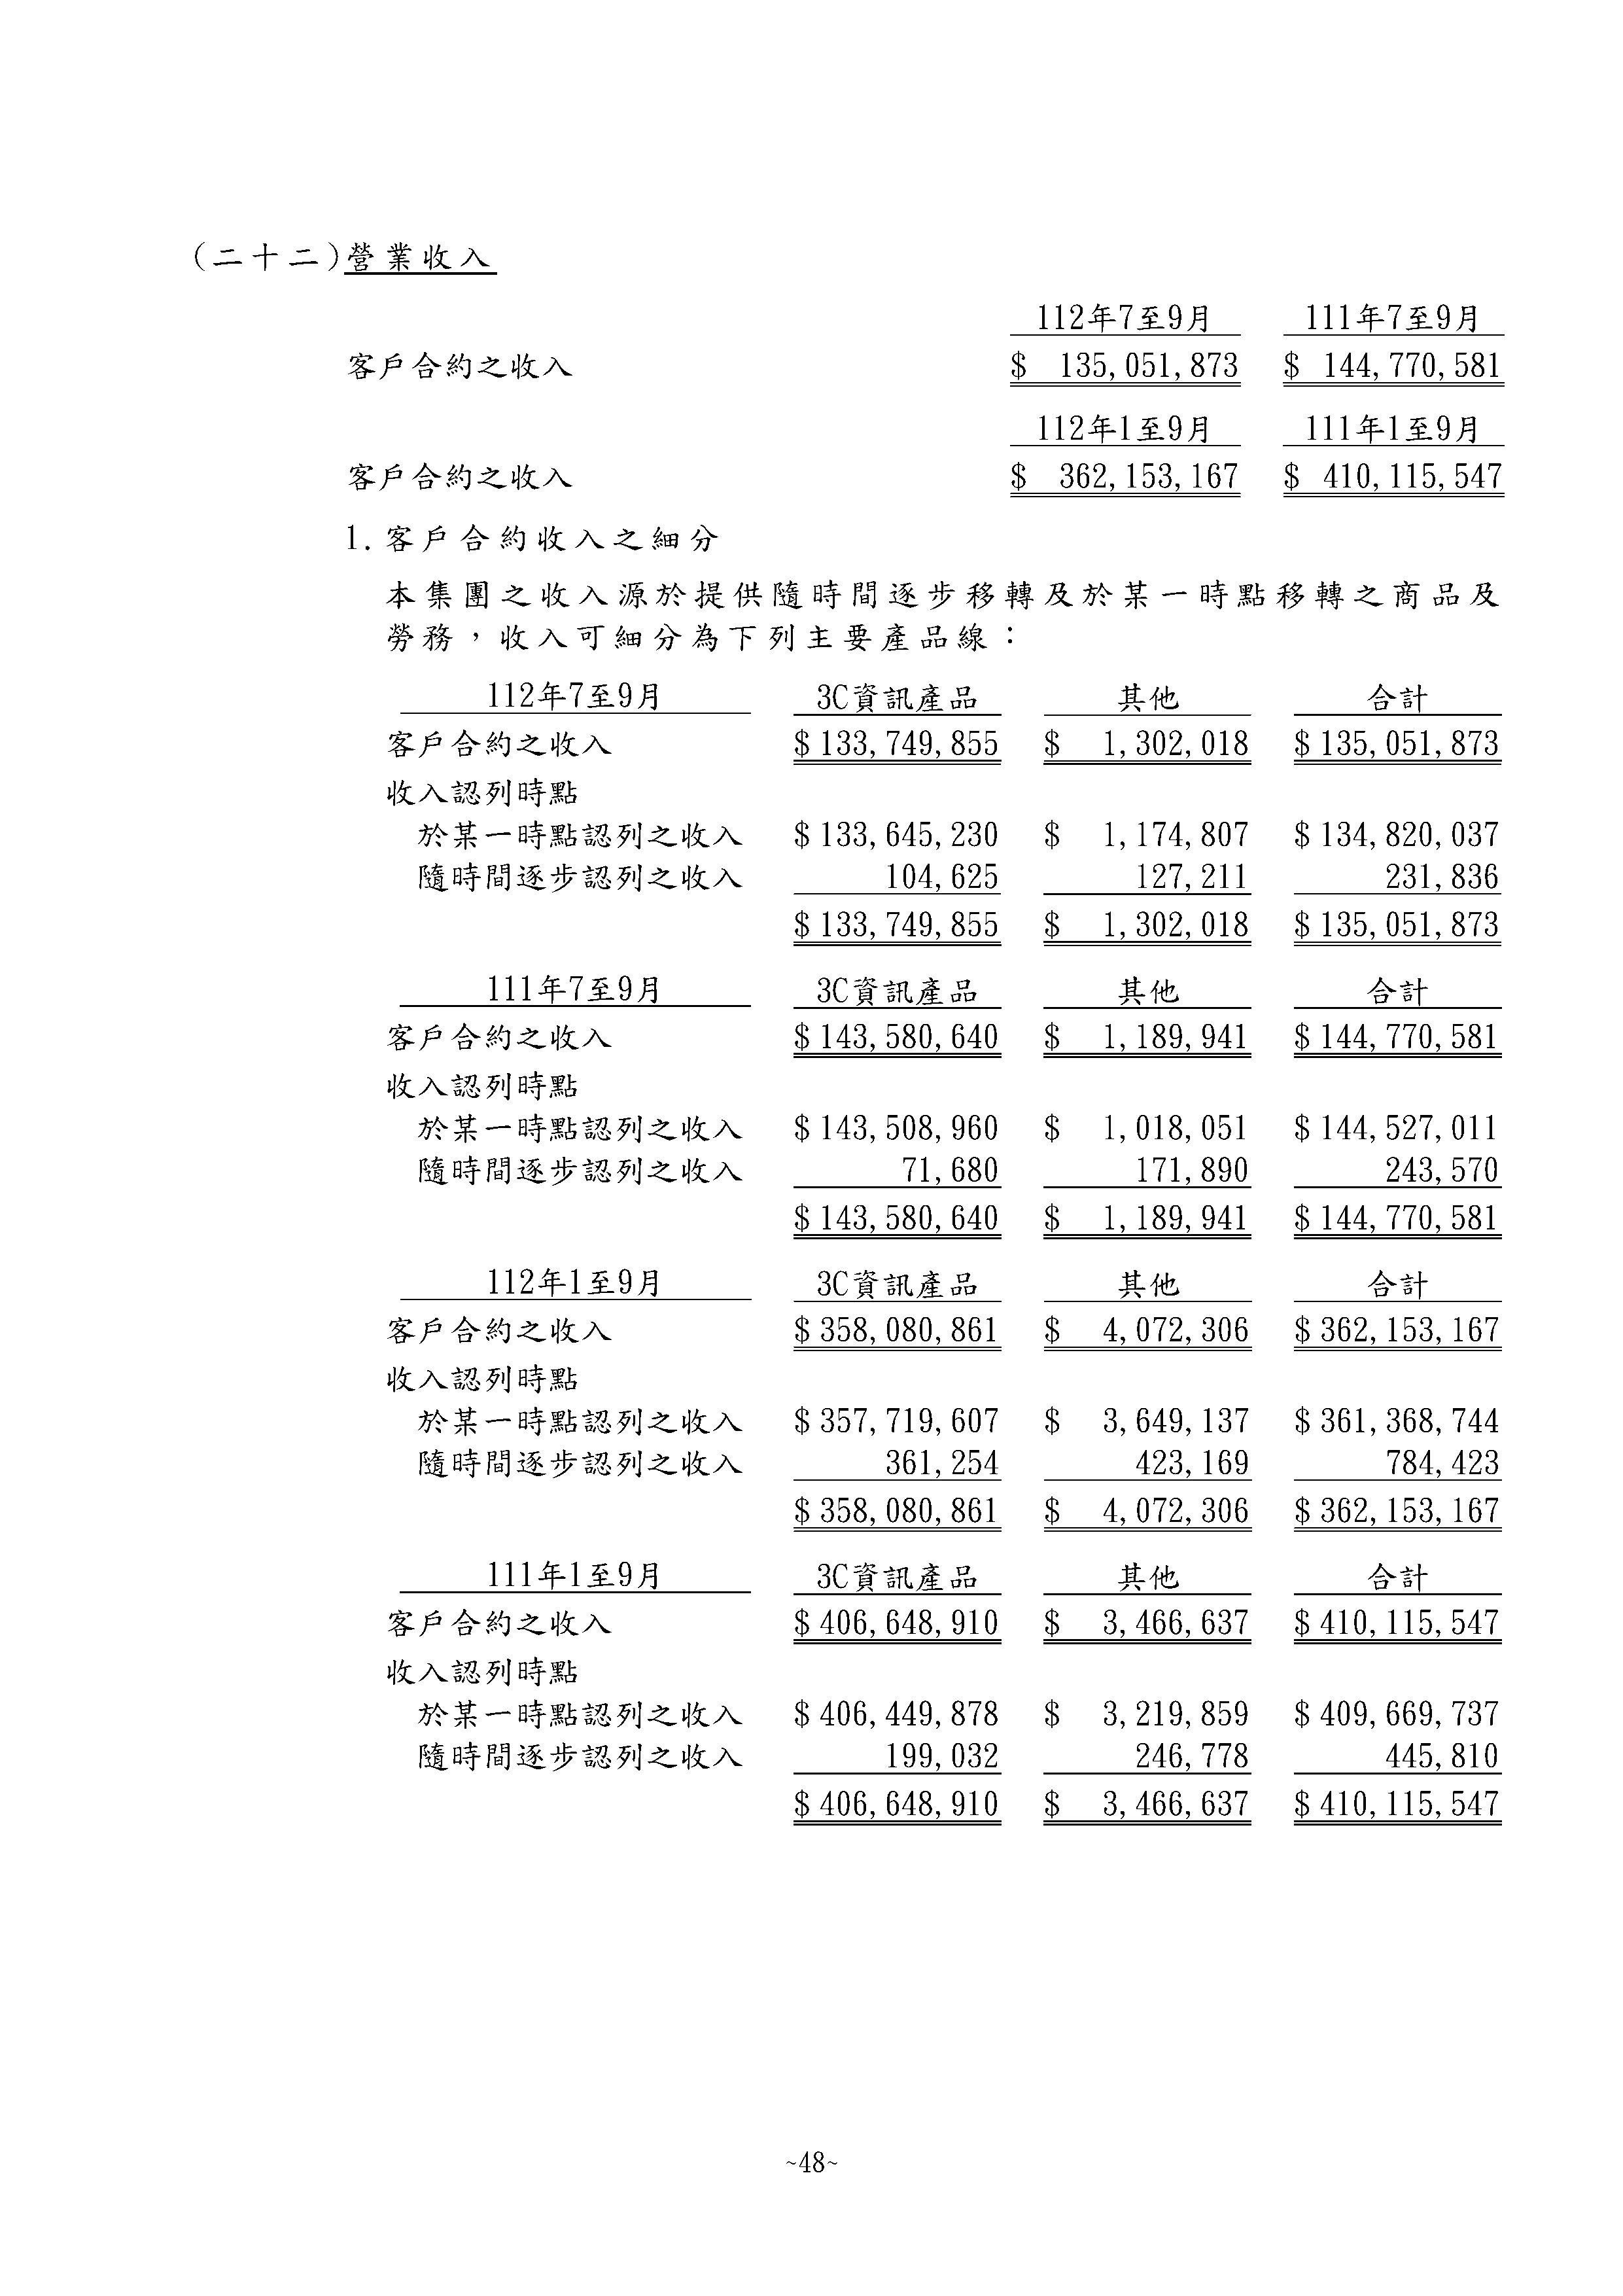 (二十二)營業收入
112年7至9月 111年7至9月
客戶合約之收入 $ 135,051,873 $ 144,770,581
112年1至9月 111年1至9月
客戶合約之收入 $ 362,153,167 $ 410,115,547
1.客戶合約收入之細分
本集團之收入源於提供隨時間逐步移轉及於某一時點移轉之商品及
勞務，收入可細分為下列主要產品線：
112年7至9月 3C資訊產品 其他 合計
客戶合約之收入 $ 133,749,855 $ 1,302,018 $ 135,051,873
收入認列時點
於某一時點認列之收入 $ 133,645,230 $ 1,174,807 $ 134,820,037
隨時間逐步認列之收入 104,625 127,211 231,836
$ 133,749,855 $ 1,302,018 $ 135,051,873
111年7至9月 3C資訊產品 其他 合計
客戶合約之收入 $ 143,580,640 $ 1,189,941 $ 144,770,581
收入認列時點
於某一時點認列之收入 $ 143,508,960 $ 1,018,051 $ 144,527,011
隨時間逐步認列之收入 71,680 171,890 243,570
$ 143,580,640 $ 1,189,941 $ 144,770,581
112年1至9月 3C資訊產品 其他 合計
客戶合約之收入 $ 358,080,861 $ 4,072,306 $ 362,153,167
收入認列時點
於某一時點認列之收入 $ 357,719,607 $ 3,649,137 $ 361,368,744
隨時間逐步認列之收入 361,254 423,169 784,423
$ 358,080,861 $ 4,072,306 $ 362,153,167
111年1至9月 3C資訊產品 其他 合計
客戶合約之收入 $ 406,648,910 $ 3,466,637 $ 410,115,547
收入認列時點
於某一時點認列之收入 $ 406,449,878 $ 3,219,859 $ 409,669,737
隨時間逐步認列之收入 199,032 246,778 445,810
$ 406,648,910 $ 3,466,637 $ 410,115,547
~48~